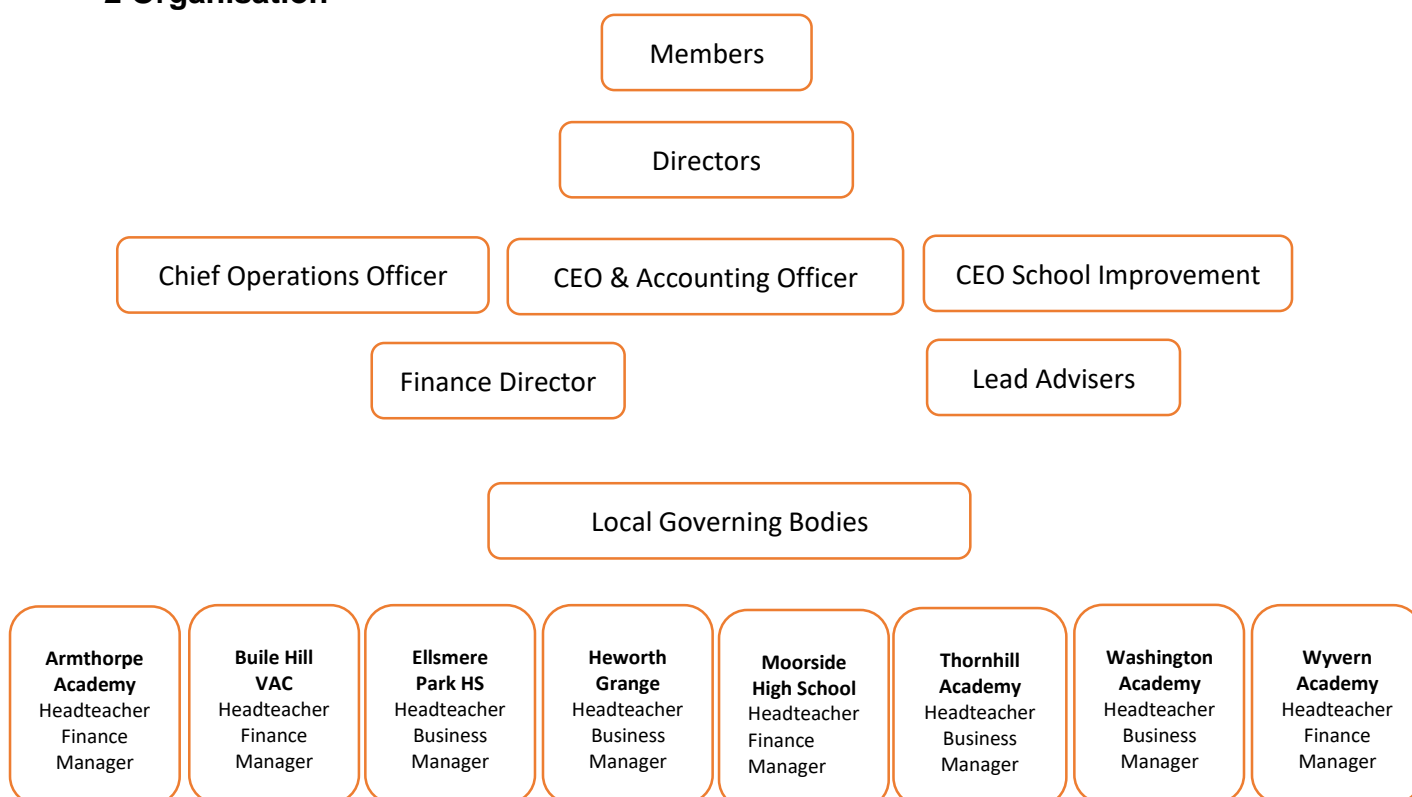 2 Organisation
Members
Directors
Chief Operations Officer
CEO & Accounting Officer
CEO School Improvement
Finance Director
Lead Advisers
Local Governing Bodies
Armthorpe
Academy
Headteacher
Finance
Manager
Buile Hill
VAC
Headteacher
Finance
Manager
Ellsmere
Park HS
Headteacher
Business
Manager
Heworth
Grange
Headteacher
Business
Manager
Moorside
High School
Headteacher
Finance
Manager
Thornhill
Academy
Headteacher
Business
Manager
Washington
Academy
Headteacher
Business
Manager
Wyvern
Academy
Headteacher
Finance
Manager